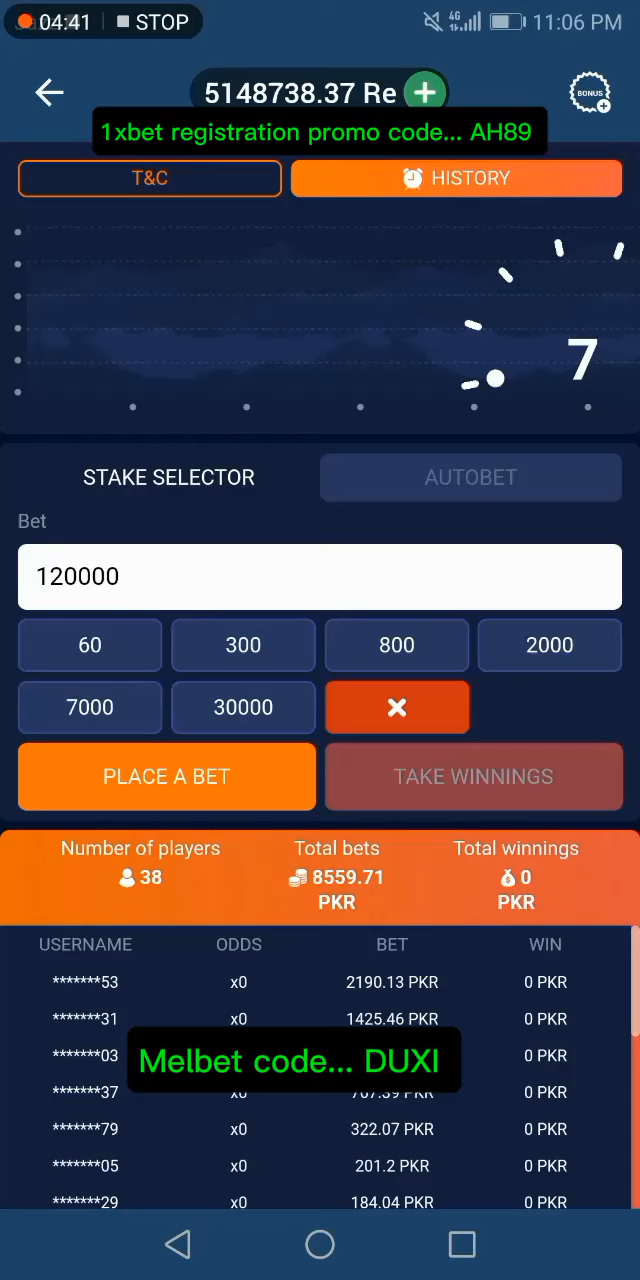 04:41 STOP 4G 11:06 PM
5148738.37 Re + BONUS
1xbet registration promo code... AH89
T&C HISTORY
7
STAKE SELECTOR AUTOBET
Bet
120000
60 300 800 2000
7000 30000
PLACE A BET TAKE WINNINGS
Number of players Total bets Total winnings
38 8559.71 0
PKR PKR
USERNAME ODDS BET WIN
*******53 x0 2190.13 PKR 0 PKR
*******31 x0 1425.46 PKR 0 PKR
*******03 0 PKR
Melbet code... DUXI
*******37 x0 PKR 0 PKR
*******79 x0 322.07 PKR 0 PKR
*******05 x0 201.2 PKR 0 PKR
*******29 x0 184.04 PKR 0 PKR